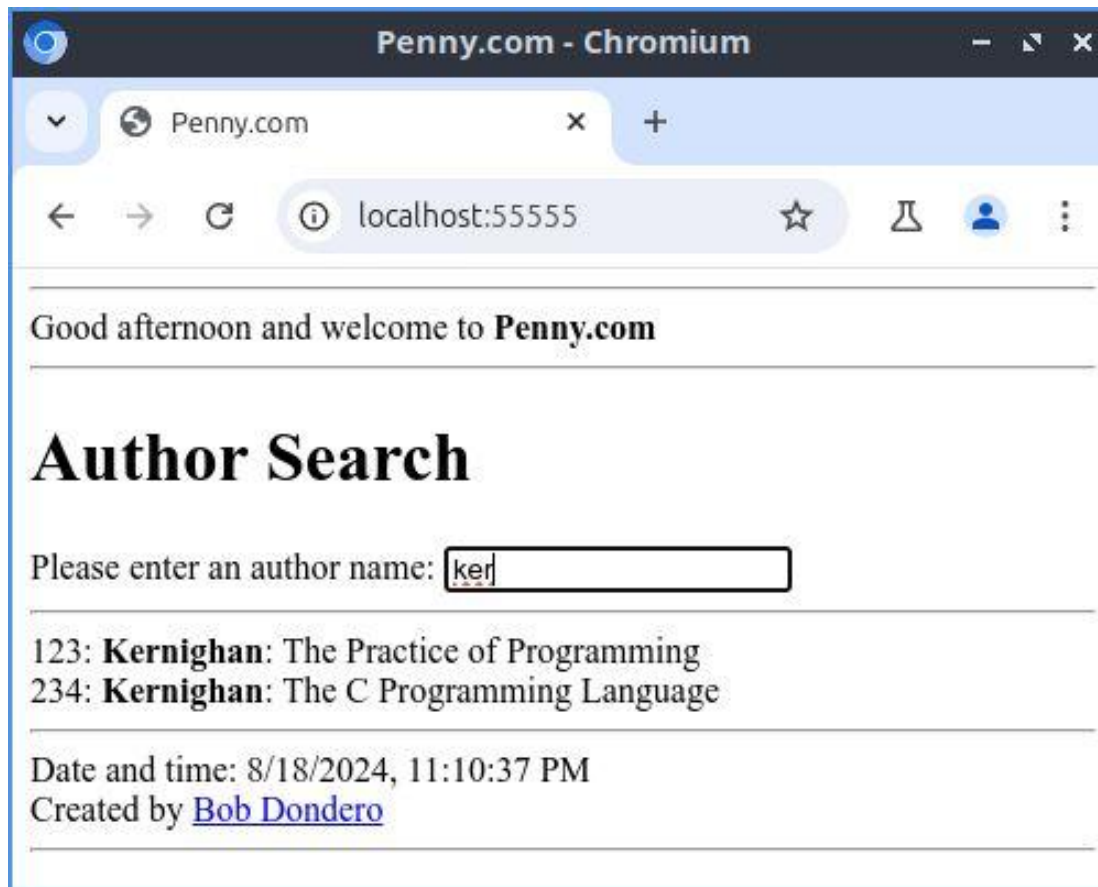 Penny.com - Chromium
Penny.com
localhost:55555
Good afternoon and welcome to Penny.com
Author Search
Please enter an author name: ker
123: Kernighan: The Practice of Programming
234: Kernighan: The C Programming Language
Date and time: 8/18/2024, 11:10:37 PM
Created by Bob Dondero